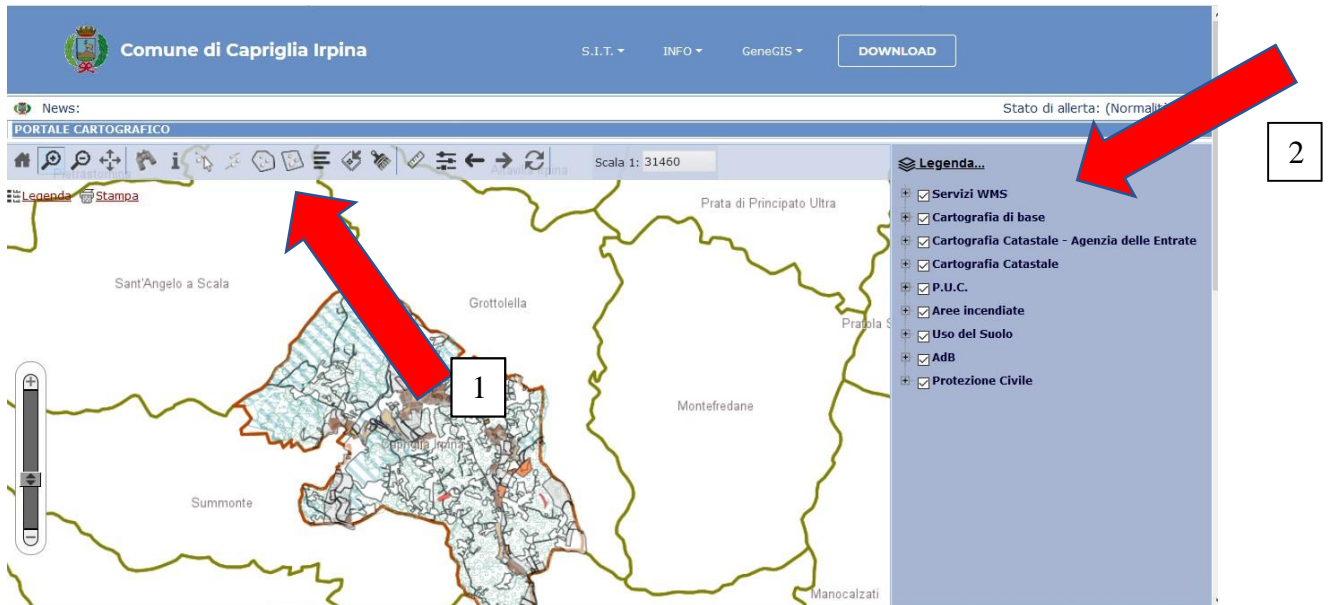 Comune di Capriglia Irpina
S.I.T. INFO GeneGIS DOWNLOAD
News: Stato di allerta:
PORTALE CARTOGRAFICO
Scala 1: 31460
Legenda Stampa
Legenda...
Servizi WMS
Cartografia di base
Cartografia Catastale - Agenzia delle Entrate
Cartografia Catastale
P.U.C.
Aree incendiate
Uso del Suolo
AdB
Protezione Civile
2
Prata di Principato Ultra
Sant'Angelo a Scala
Grottolella
1
Montefredane
Capriglia Irpina
Summonte
Manocalzati